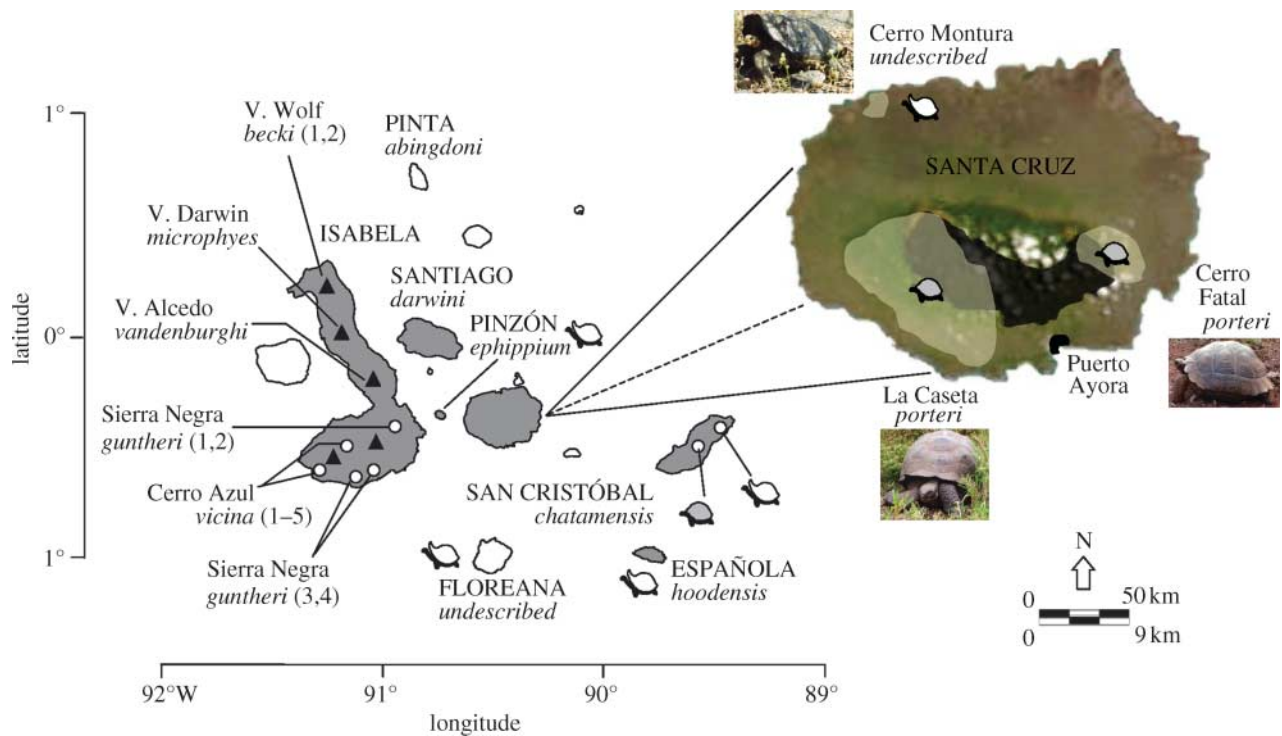 V. Wolf
becki (1,2)
PINTA
abingdoni
V. Darwin
microphyes
ISABELA
SANTIAGO
darwini
V. Alcedo
vandenburghi
PINZÓN
ephippium
Sierra Negra
guntheri (1,2)
Cerro Azul
vicina (1–5)
Sierra Negra
guntheri (3,4)
SAN CRISTÓBAL
chatamensis
FLOREANA
undescribed
ESPAÑOLA
hoodensis
Cerro Montura
undescribed
SANTA CRUZ
Cerro
Fatal
porteri
Puerto
Ayora
La Caseta
porteri
N
0 50 km
0 9 km
latitude
1°
0°
1°
92°W 91° 90° 89°
longitude